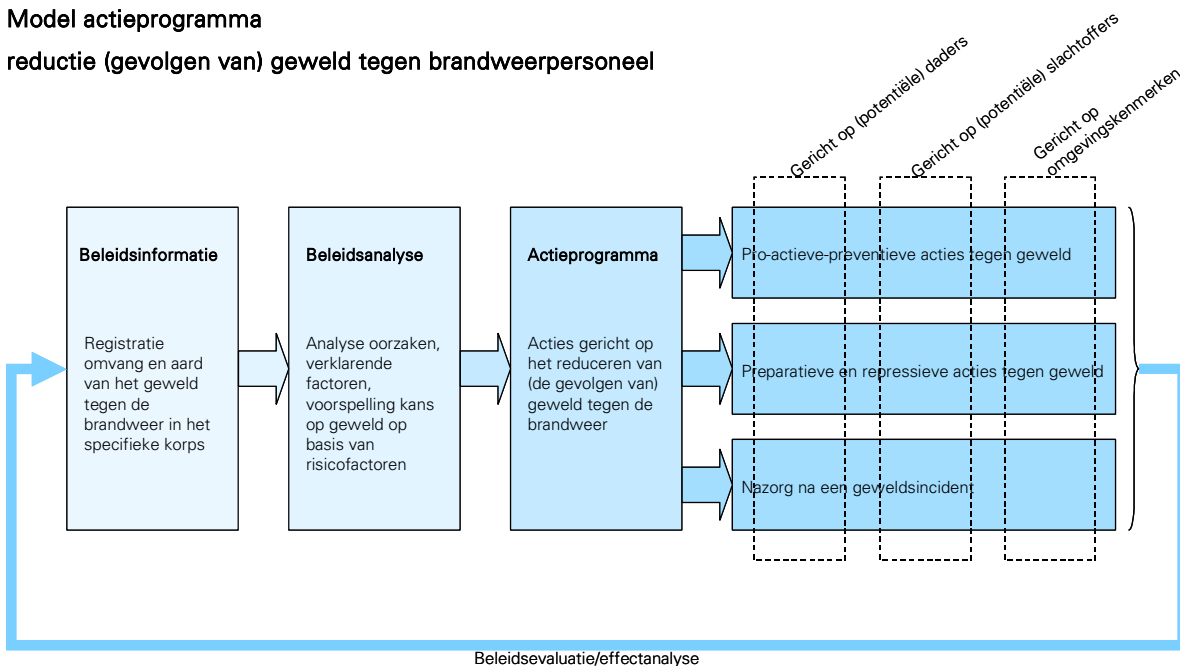 Model actieprogramma
reductie (gevolgen van) geweld tegen brandweerpersoneel
Gericht op (potentiële) daders
Gericht op (potentiële) slachtoffers
Gericht op
omgevingskenmerken
Beleidsinformatie
Registratie
omvang en aard
van het geweld
tegen de
brandweer in het
specifieke korps
Beleidsanalyse
Analyse oorzaken,
verklarende
factoren,
voorspelling kans
op geweld op
basis van
risicofactoren
Actieprogramma
Acties gericht op
het reduceren van
(de gevolgen van)
geweld tegen de
brandweer
Pro-actieve-preventieve acties tegen geweld
Preparatieve en repressieve acties tegen geweld
Nazorg na een geweldsincident
Beleidsevaluatie/effectanalyse